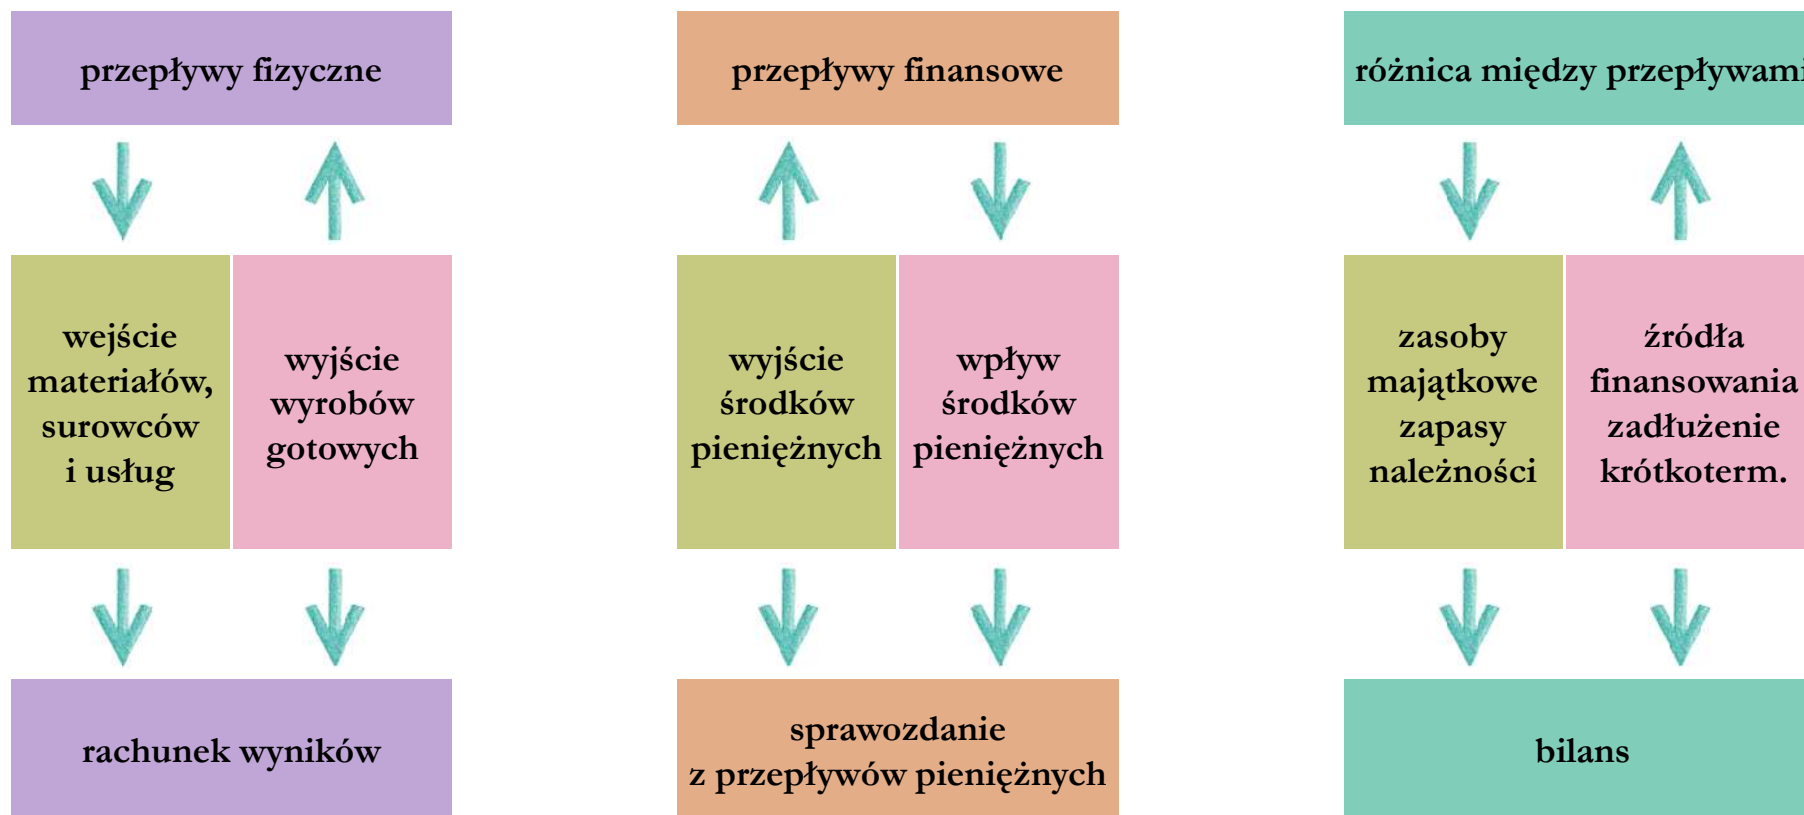 przepływy fizyczne
przepływy finansowe
różnica między przepływami
wejście
materiałów,
surowców
i usług
wyjście
wyrobów
gotowych
wyjście
środków
pieniężnych
wpływ
środków
pieniężnych
zasoby
majątkowe
zapasy
należności
źródła
finansowania
zadłużenie
krótkoterm.
rachunek wyników
sprawozdanie
z przepływów pieniężnych
bilans